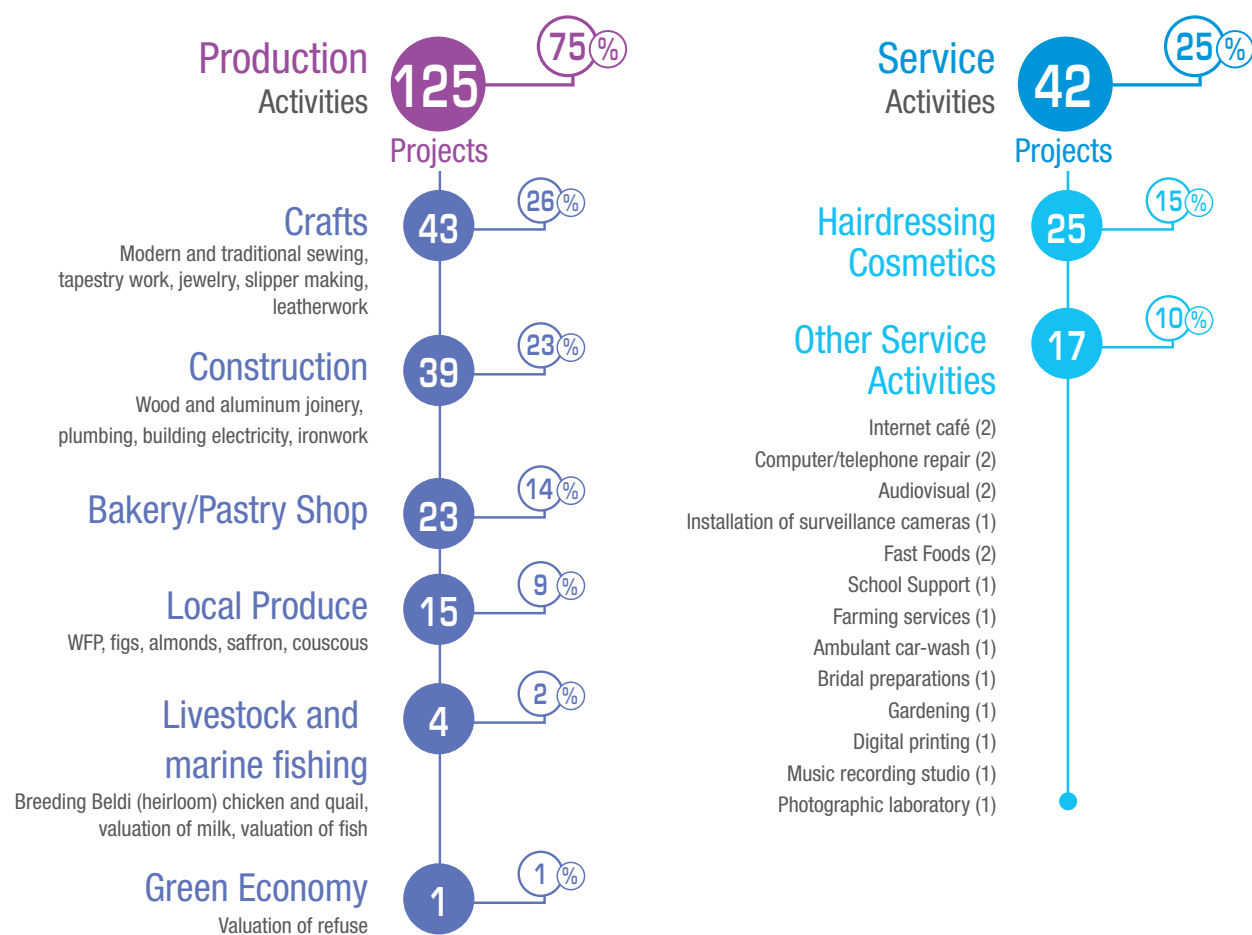 Production
Activities
125
75%
Projects
Crafts
43
26%
Modern and traditional sewing,
tapestry work, jewelry, slipper making,
leatherwork
Construction
39
23%
Wood and aluminum joinery,
plumbing, building electricity, ironwork
Bakery/Pastry Shop
23
14%
Local Produce
15
9%
WFP, figs, almonds, saffron, couscous
Livestock and
marine fishing
4
2%
Breeding Beldi (heirloom) chicken and quail,
valuation of milk, valuation of fish
Green Economy
1
1%
Valuation of refuse
Service
Activities
42
25%
Projects
Hairdressing
Cosmetics
25
15%
Other Service
Activities
17
10%
Internet café (2)
Computer/telephone repair (2)
Audiovisual (2)
Installation of surveillance cameras (1)
Fast Foods (2)
School Support (1)
Farming services (1)
Ambulant car-wash (1)
Bridal preparations (1)
Gardening (1)
Digital printing (1)
Music recording studio (1)
Photographic laboratory (1)